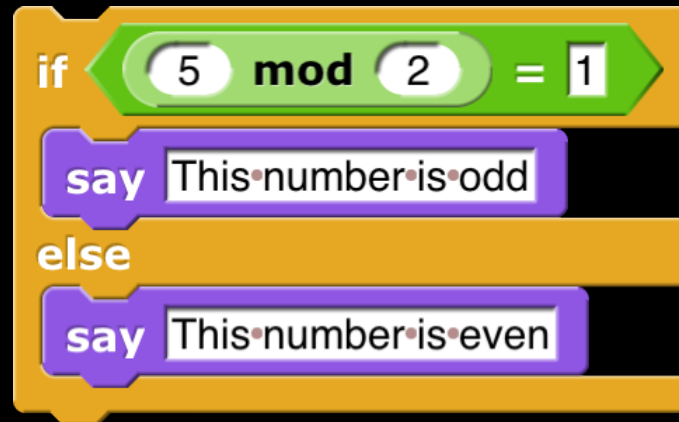 if 5 mod 2 = 1
say This number is odd
else
say This number is even